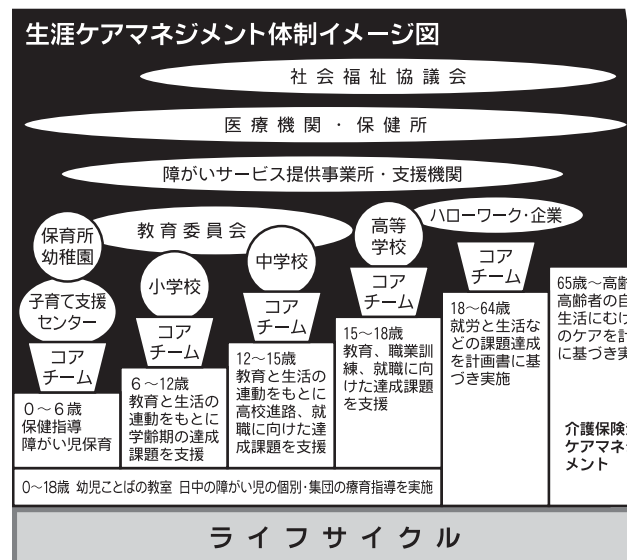 生涯ケアマネジメント体制イメージ図
社会福祉協議会
医療機関・保健所
障がいサービス提供事業所・支援機関
保育所
幼稚園
教育委員会
高等
学校
ハローワーク・企業
子育て支援
センター
小学校
中学校
コア
チーム
コア
チーム
コア
チーム
コア
チーム
コア
チーム
0～6歳
保健指導
障がい児保育
6～12歳
教育と生活の
連動をもとに
学齢期の達成
課題を支援
12～15歳
教育と生活の
連動をもとに
高校進路、就
職に向けた達
成課題を支援
15～18歳
教育、職業訓
練、就職に向
けた達成課題
を支援
18～64歳
就労と生活な
どの課題達成
を計画書に基
づき実施
65歳～高齢
高齢者の自
生活にむけ
のケアを計
に基づき実
介護保険
ケアマネ
メント
0～18歳 幼児ことばの教室 日中の障がい児の個別・集団の療育指導を実施
ライフサイクル